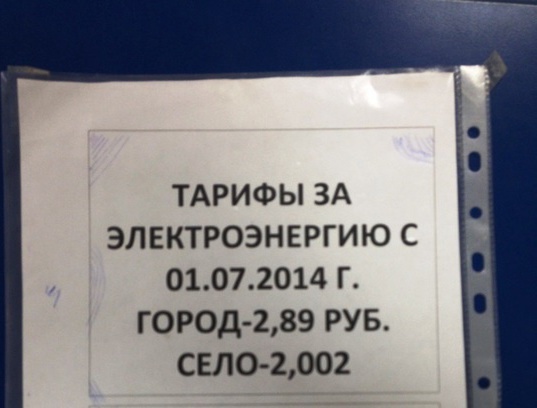 ТАРИФЫ ЗА
ЭЛЕКТРОЭНЕРГИЮ С
01.07.2014 Г.
ГОРОД-2,89 РУБ.
СЕЛО-2,002